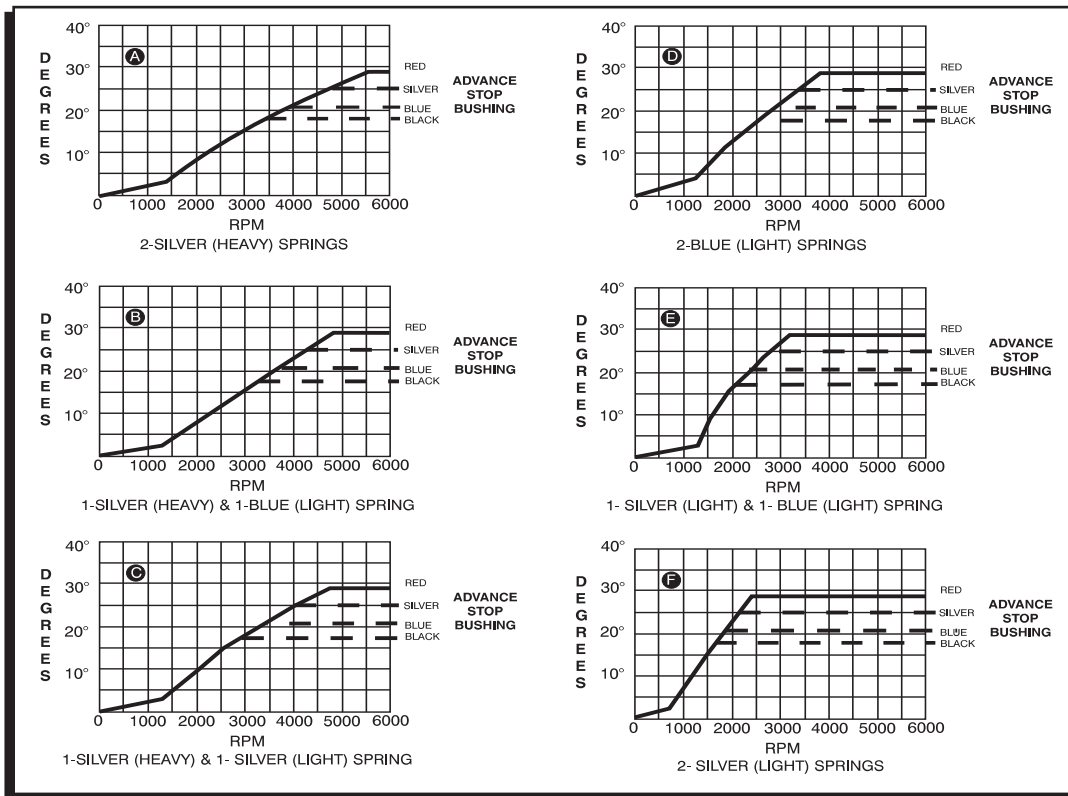 A
DEGREES
40°
30°
20°
10°
0 1000 2000 3000 4000 5000 6000
RPM
RED
SILVER
BLUE
BLACK
ADVANCE
STOP
BUSHING
2-SILVER (HEAVY) SPRINGS
D
DEGREES
40°
30°
20°
10°
0 1000 2000 3000 4000 5000 6000
RPM
RED
SILVER
BLUE
BLACK
ADVANCE
STOP
BUSHING
2-BLUE (LIGHT) SPRINGS
B
DEGREES
40°
30°
20°
10°
0 1000 2000 3000 4000 5000 6000
RPM
RED
SILVER
BLUE
BLACK
ADVANCE
STOP
BUSHING
1-SILVER (HEAVY) & 1-BLUE (LIGHT) SPRING
E
DEGREES
40°
30°
20°
10°
0 1000 2000 3000 4000 5000 6000
RPM
RED
SILVER
BLUE
BLACK
ADVANCE
STOP
BUSHING
1- SILVER (LIGHT) & 1- BLUE (LIGHT) SPRING
C
DEGREES
40°
30°
20°
10°
0 1000 2000 3000 4000 5000 6000
RPM
RED
SILVER
BLUE
BLACK
ADVANCE
STOP
BUSHING
1-SILVER (HEAVY) & 1- SILVER (LIGHT) SPRING
F
DEGREES
40°
30°
20°
10°
0 1000 2000 3000 4000 5000 6000
RPM
RED
SILVER
BLUE
BLACK
ADVANCE
STOP
BUSHING
2- SILVER (LIGHT) SPRINGS